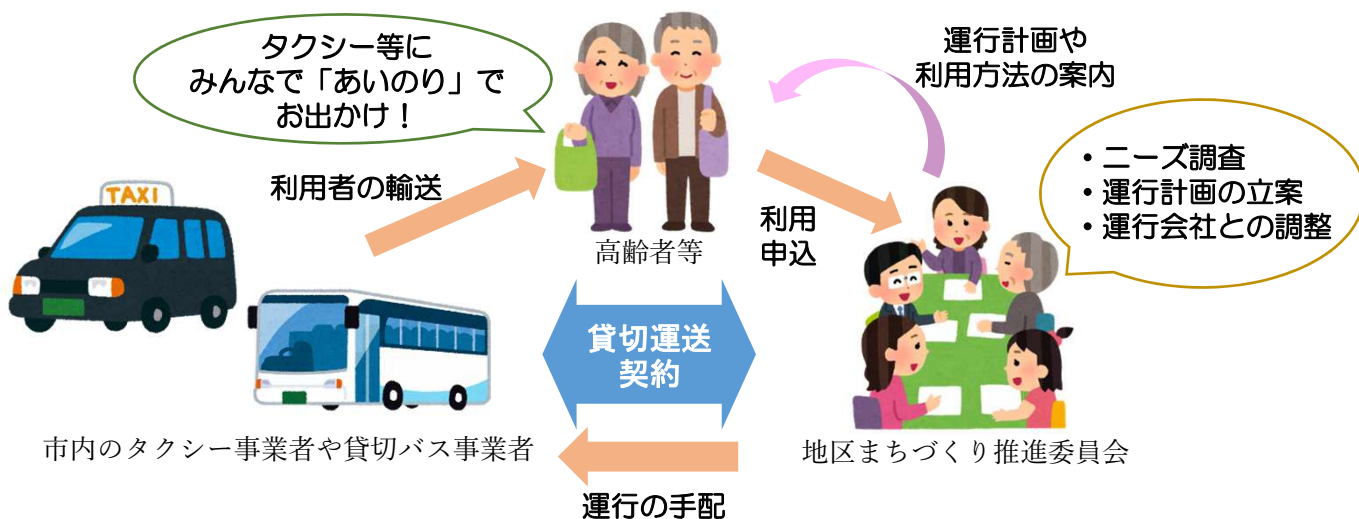 タクシー等に
みんなで「あいのり」で
お出かけ！
運行計画や
利用方法の案内
・ニーズ調査
・運行計画の立案
・運行会社との調整
TAXI
利用者の輸送
高齢者等
利用
申込
貸切運送
契約
市内のタクシー事業者や貸切バス事業者
地区まちづくり推進委員会
運行の手配